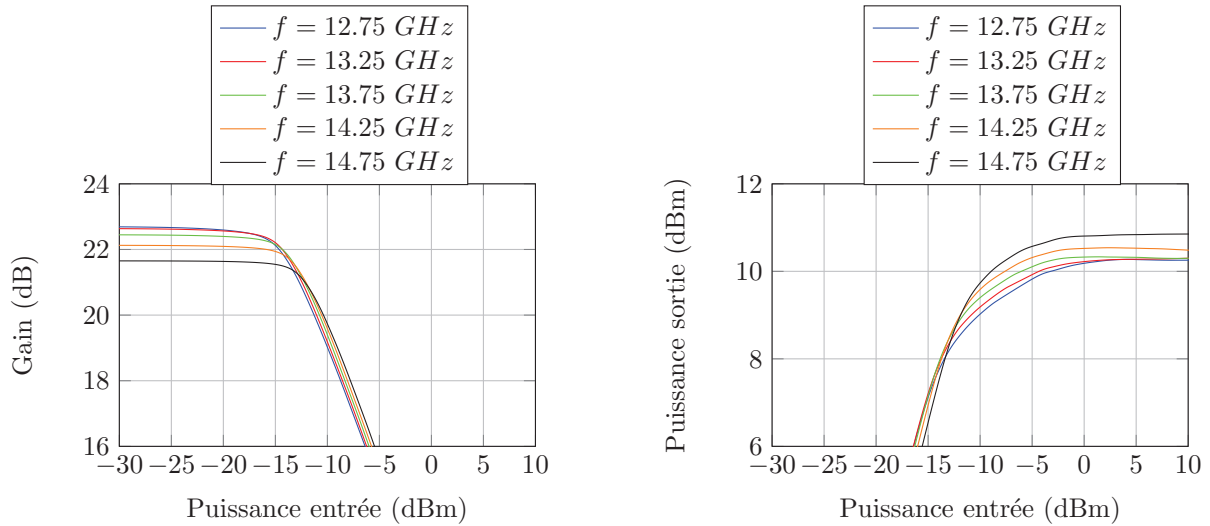 f = 12.75 GHz
f = 13.25 GHz
f = 13.75 GHz
f = 14.25 GHz
f = 14.75 GHz
24
22
20
18
16
Gain (dB)
−30 −25 −20 −15 −10 −5 0 5 10
Puissance entrée (dBm)
f = 12.75 GHz
f = 13.25 GHz
f = 13.75 GHz
f = 14.25 GHz
f = 14.75 GHz
12
10
8
6
Puissance sortie (dBm)
−30 −25 −20 −15 −10 −5 0 5 10
Puissance entrée (dBm)